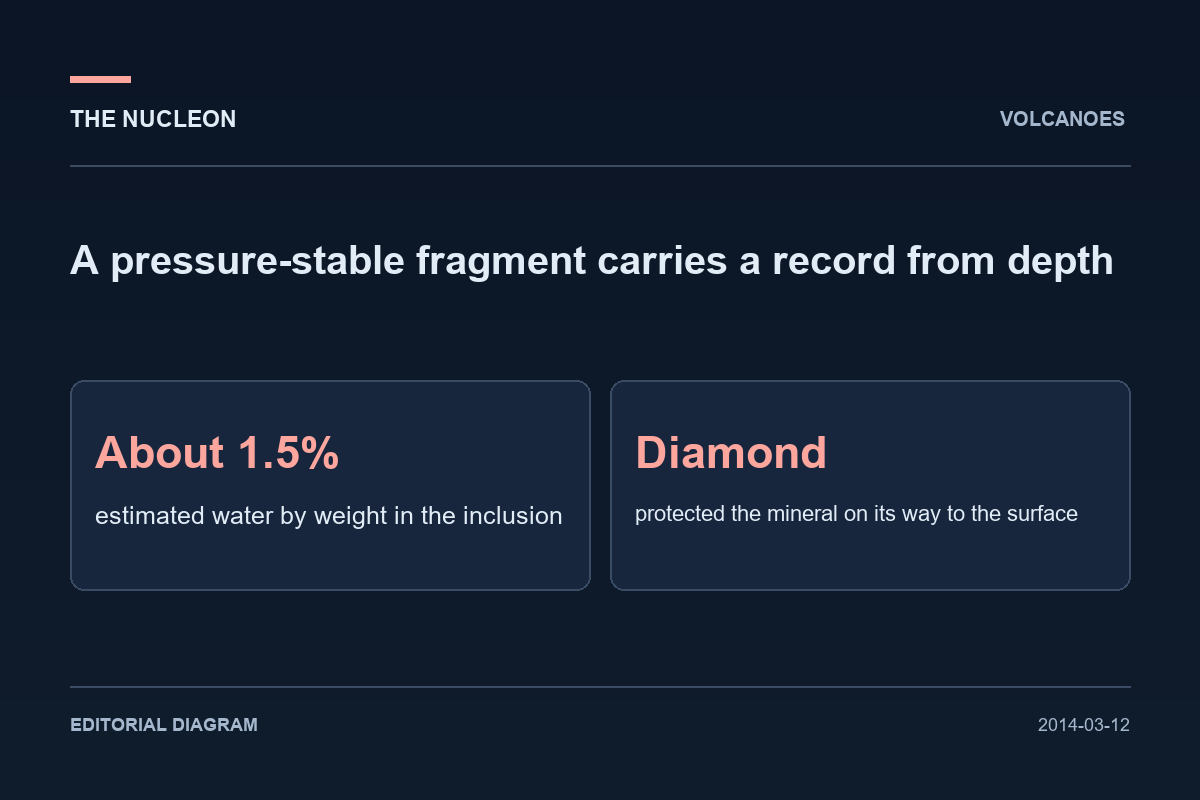 THE NUCLEON
VOLCANOES
A pressure-stable fragment carries a record from depth
About 1.5%
estimated water by weight in the inclusion
Diamond
protected the mineral on its way to the surface
EDITORIAL DIAGRAM
2014-03-12